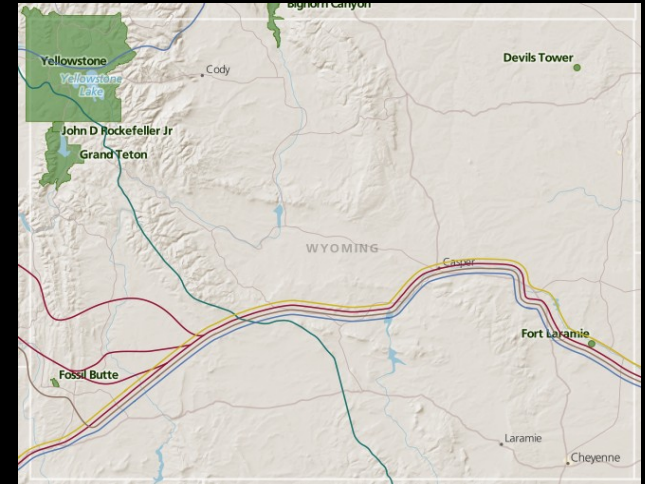 Bighorn Canyon
Devils Tower
Yellowstone
Cody
Yellowstone
Lake
John D Rockefeller Jr
Grand Teton
WYOMING
Casper
Fort Laramie
Fossil Butte
Laramie
Cheyenne